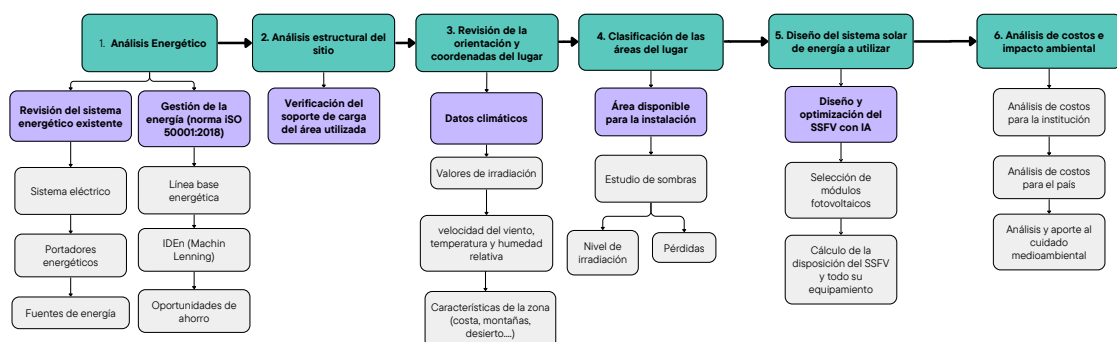 1. Análisis Energético
2. Análisis estructural del
sitio
3. Revisión de la
orientación y
coordenadas del lugar
4. Clasificación de las
áreas del lugar
5. Diseño del sistema solar
de energía a utilizar
6. Análisis de costos e
impacto ambiental
Revisión del sistema
energético existente
Gestión de la
energía (norma iSO
50001:2018)
Verificación del
soporte de carga
del área utilizada
Datos climáticos
Área disponible
para la instalación
Diseño y
optimización del
SSFV con IA
Análisis de costos
para la institución
Sistema eléctrico
Línea base
energética
Valores de irradiación
Estudio de sombras
Selección de
módulos
fotovoltaicos
Análisis de costos
para el país
Portadores
energéticos
IDEn (Machin
Lenning)
velocidad del viento,
temperatura y humedad
relativa
Nivel de
irradiación
Pérdidas
Cálculo de la
disposición del SSFV
y todo su
equipamiento
Análisis y aporte al
cuidado
medioambiental
Fuentes de energía
Oportunidades de
ahorro
Características de la zona
(costa, montañas,
desierto....)